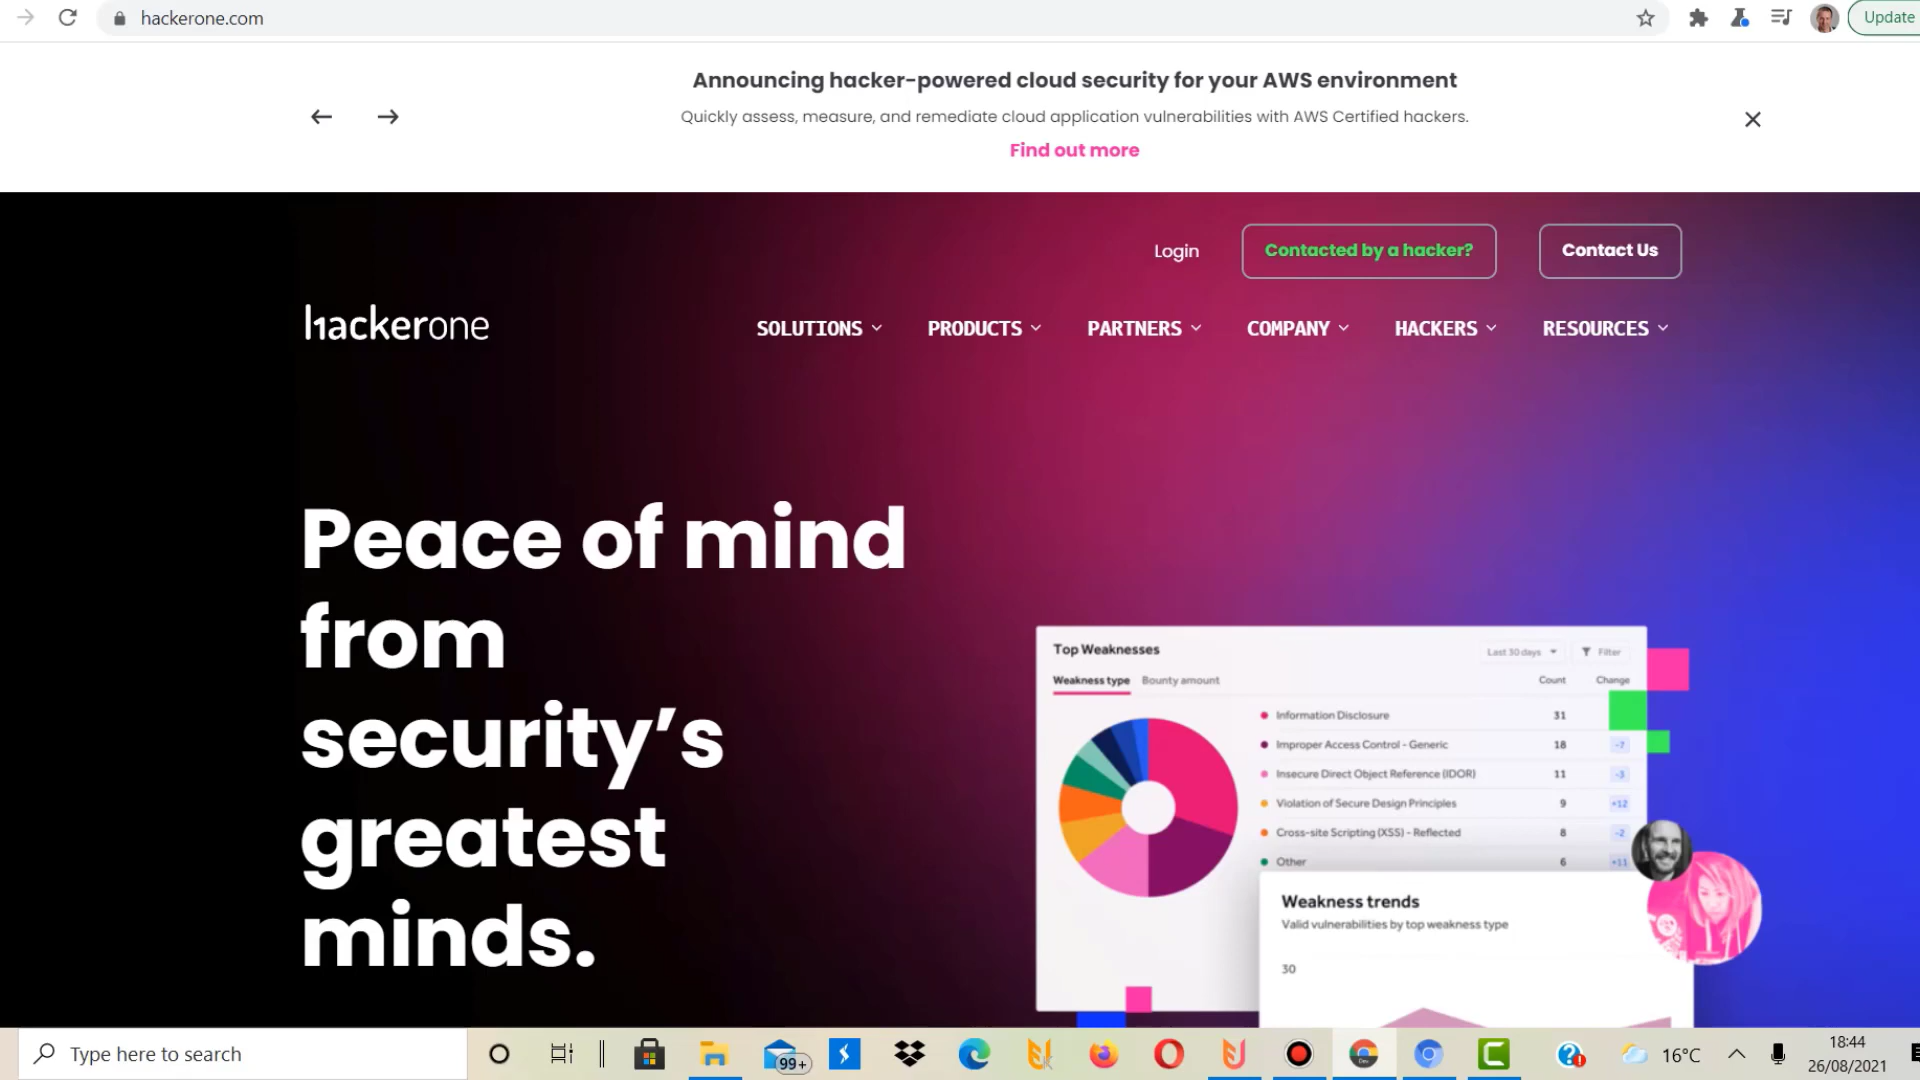 hackerone.com
Update
Announcing hacker-powered cloud security for your AWS environment
Quickly assess, measure, and remediate cloud application vulnerabilities with AWS Certified hackers.
Find out more
Login
Contacted by a hacker?
Contact Us
hackerone
SOLUTIONS
PRODUCTS
PARTNERS
COMPANY
HACKERS
RESOURCES
Peace of mind
from
security’s
greatest
minds.
Top Weaknesses
Last 30 days
Filter
Weakness type
Bounty amount
Count
Change
Information Disclosure 31
Improper Access Control - Generic 18 -7
Insecure Direct Object Reference (IDOR) 11 -3
Violation of Secure Design Principles 9 +12
Cross-site Scripting (XSS) - Reflected 8 -2
Other 6 +11
Weakness trends
Valid vulnerabilities by top weakness type
30
Type here to search
99+
16°C
18:44
26/08/2021